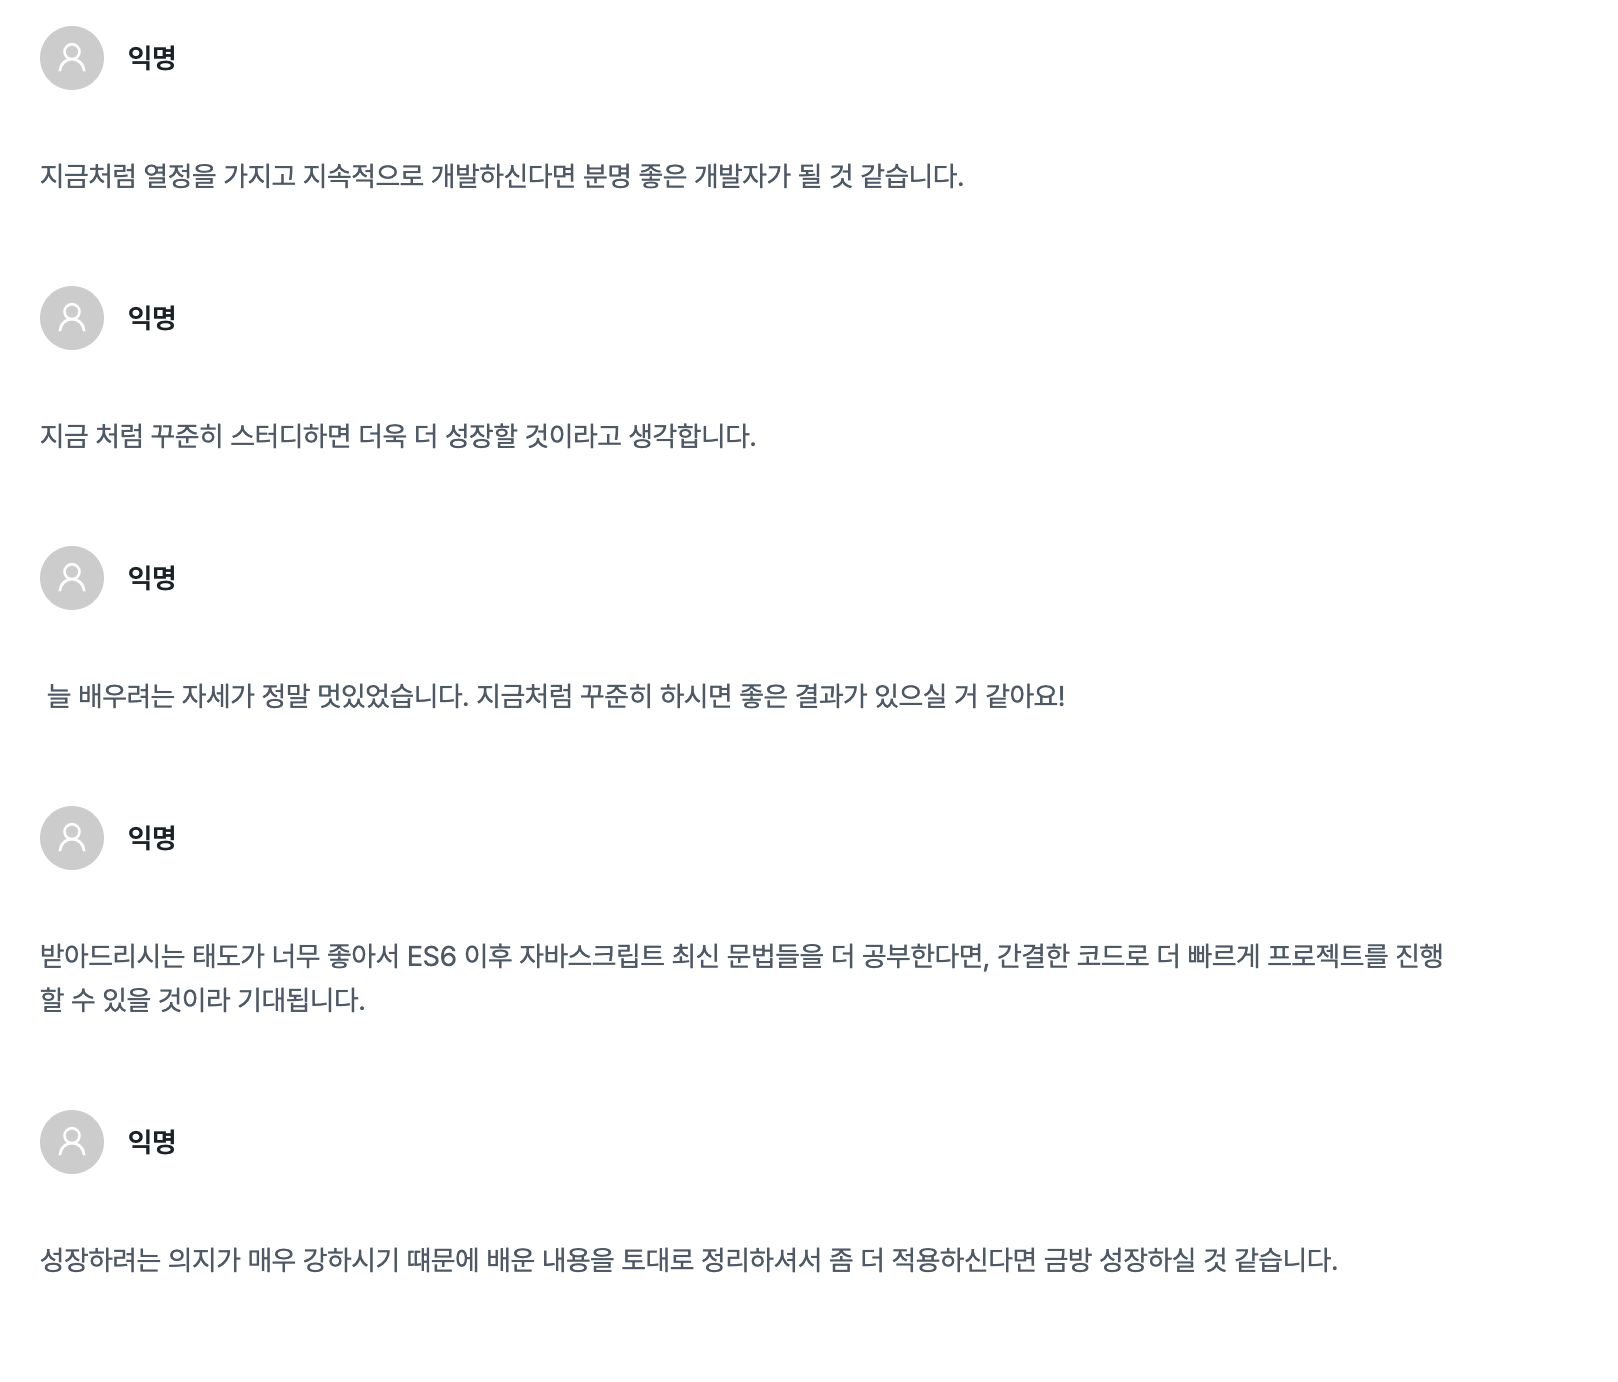 익명
지금처럼 열정을 가지고 지속적으로 개발하신다면 분명 좋은 개발자가 될 것 같습니다.
익명
지금 처럼 꾸준히 스터디하면 더욱 더 성장할 것이라고 생각합니다.
익명
늘 배우려는 자세가 정말 멋있었습니다. 지금처럼 꾸준히 하시면 좋은 결과가 있으실 거 같아요!
익명
받아드리시는 태도가 너무 좋아서 ES6 이후 자바스크립트 최신 문법들을 더 공부한다면, 간결한 코드로 더 빠르게 프로젝트를 진행
할 수 있을 것이라 기대됩니다.
익명
성장하려는 의지가 매우 강하시기 떄문에 배운 내용을 토대로 정리하셔서 좀 더 적용하신다면 금방 성장하실 것 같습니다.